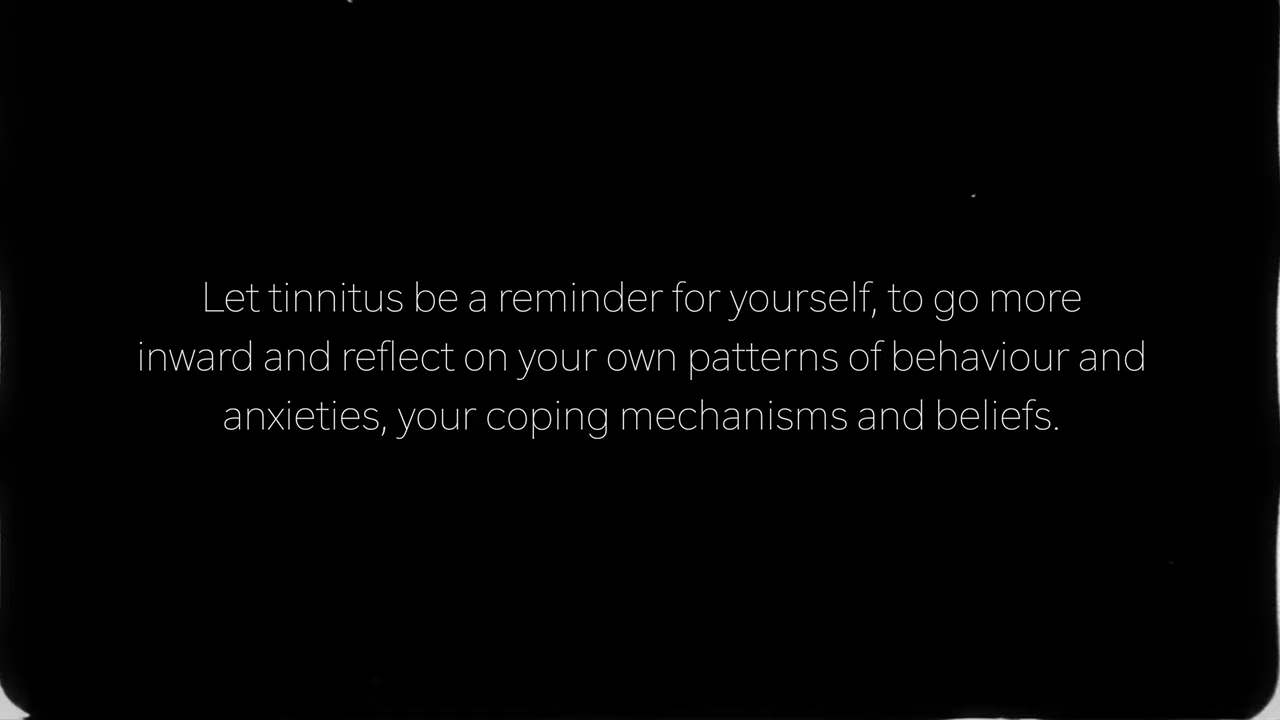 Let tinnitus be a reminder for yourself, to go more
inward and reflect on your own patterns of behaviour and
anxieties, your coping mechanisms and beliefs.